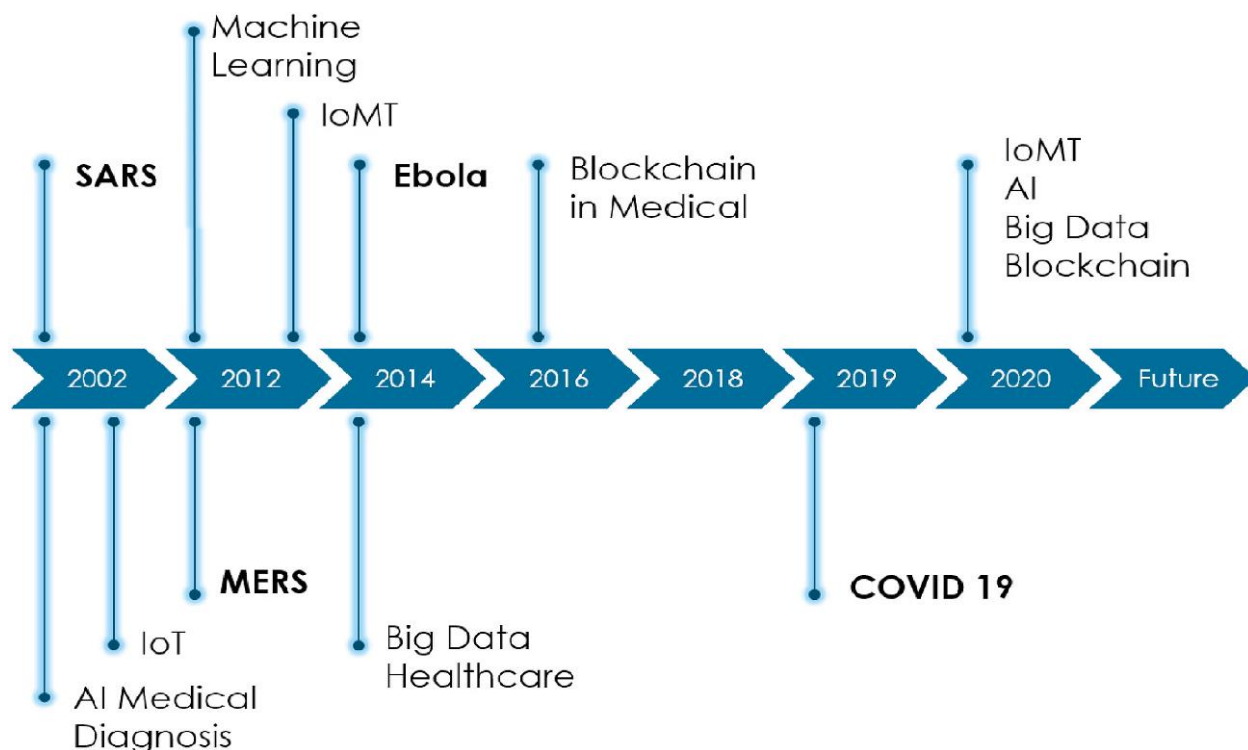 Machine
Learning
IoMT
SARS
Ebola
Blockchain
in Medical
IoMT
AI
Big Data
Blockchain
2002
2012
2014
2016
2018
2019
2020
Future
MERS
COVID 19
IoT
Big Data
Healthcare
AI Medical
Diagnosis